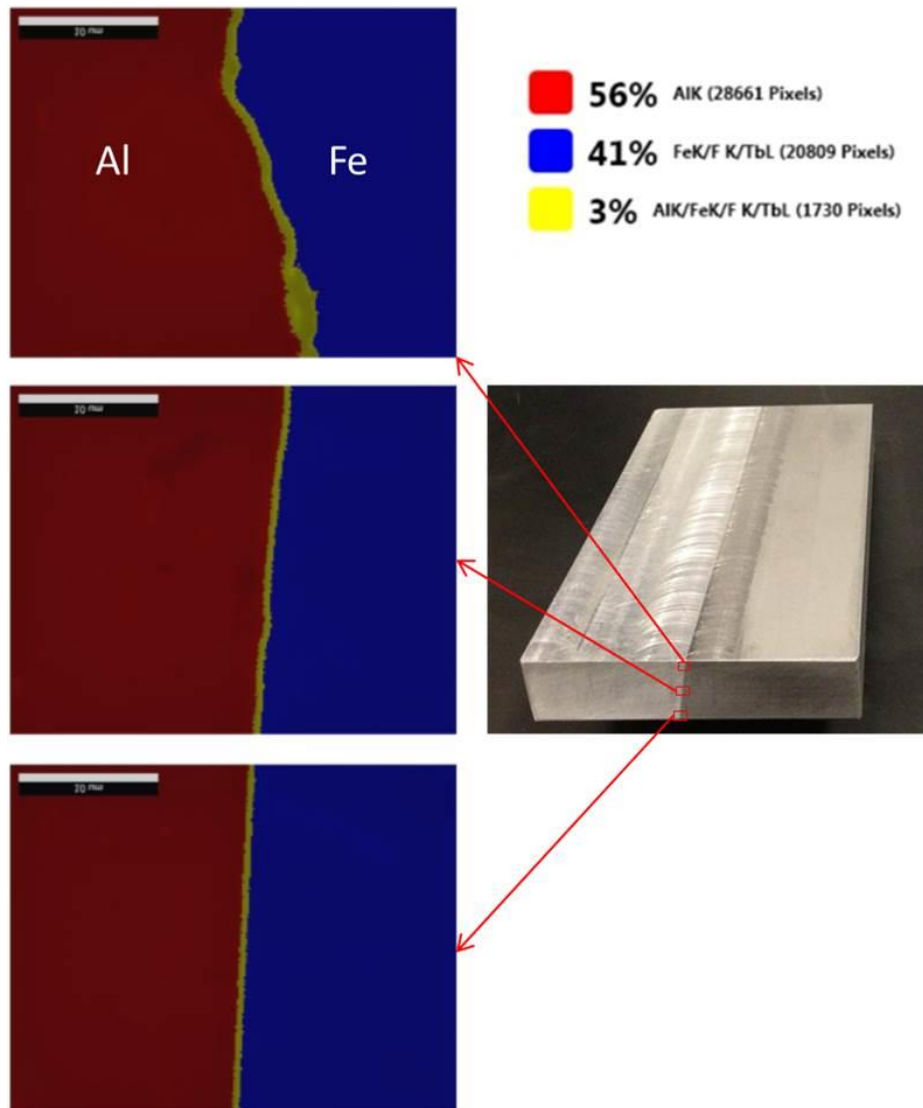 Al
Fe
56% AlK (28661 Pixels)
41% FeK/F K/TbL (20809 Pixels)
3% AlK/FeK/F K/TbL (1730 Pixels)